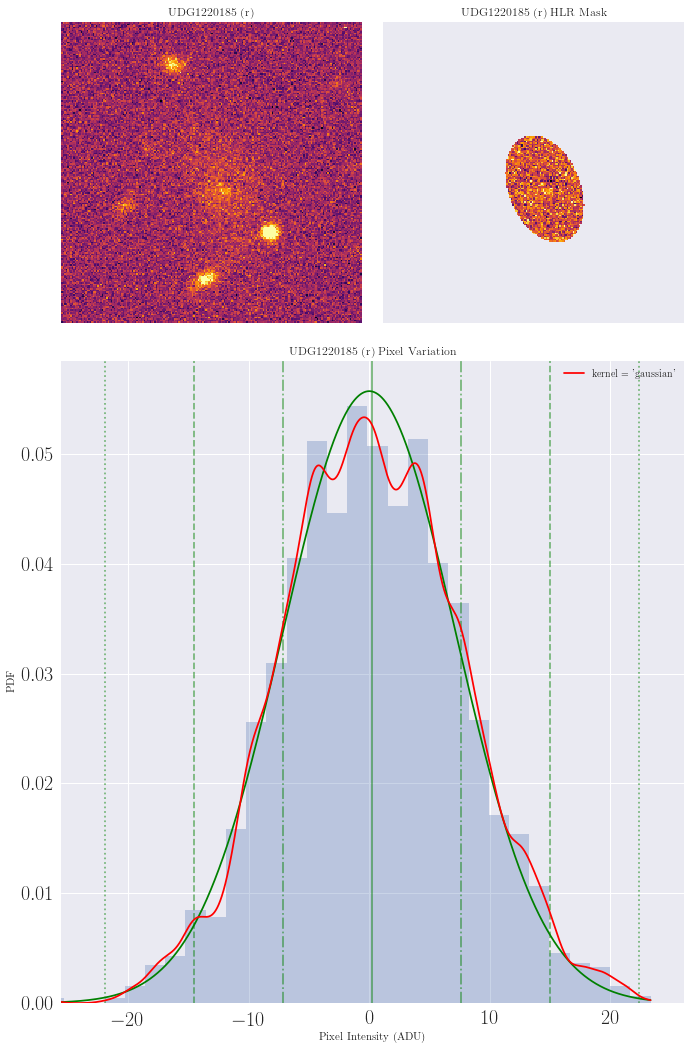 UDG1220185 (r)
UDG1220185 (r) HLR Mask
UDG1220185 (r) Pixel Variation
kernel = 'gaussian'
0.05
0.04
0.03
0.02
0.01
0.00
PDF
−20
−10
0
10
20
Pixel Intensity (ADU)